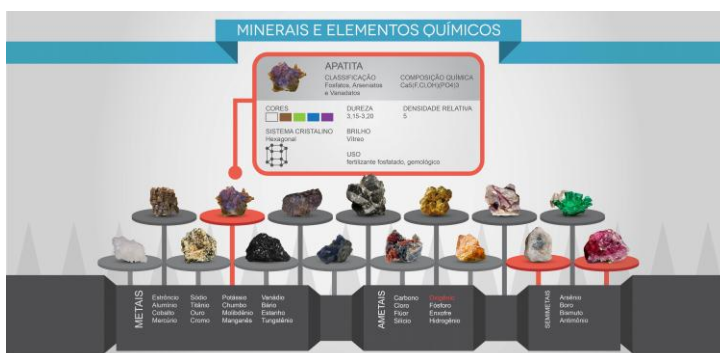 MINERAIS E ELEMENTOS QUÍMICOS
APATITA
CLASSIFICAÇÃO
Fosfatos, Arseniatos
e Vanadatos
COMPOSIÇÃO QUÍMICA
Ca5(F,Cl,OH)(PO4)3
CORES
DUREZA
3,15-3,20
DENSIDADE RELATIVA
5
SISTEMA CRISTALINO
Hexagonal
BRILHO
Vítreo
USO
fertilizante fosfatado, gemológico
METAIS
Estrôncio
Alumínio
Cobalto
Mercúrio
Sódio
Titânio
Ouro
Cromo
Potássio
Chumbo
Molibdênio
Manganês
Vanádio
Bário
Estanho
Tungstênio
AMETAIS
Carbono
Cloro
Flúor
Silício
Oxigênio
Fósforo
Enxofre
Hidrogênio
SEMIMETAIS
Arsênio
Boro
Bismuto
Antimônio